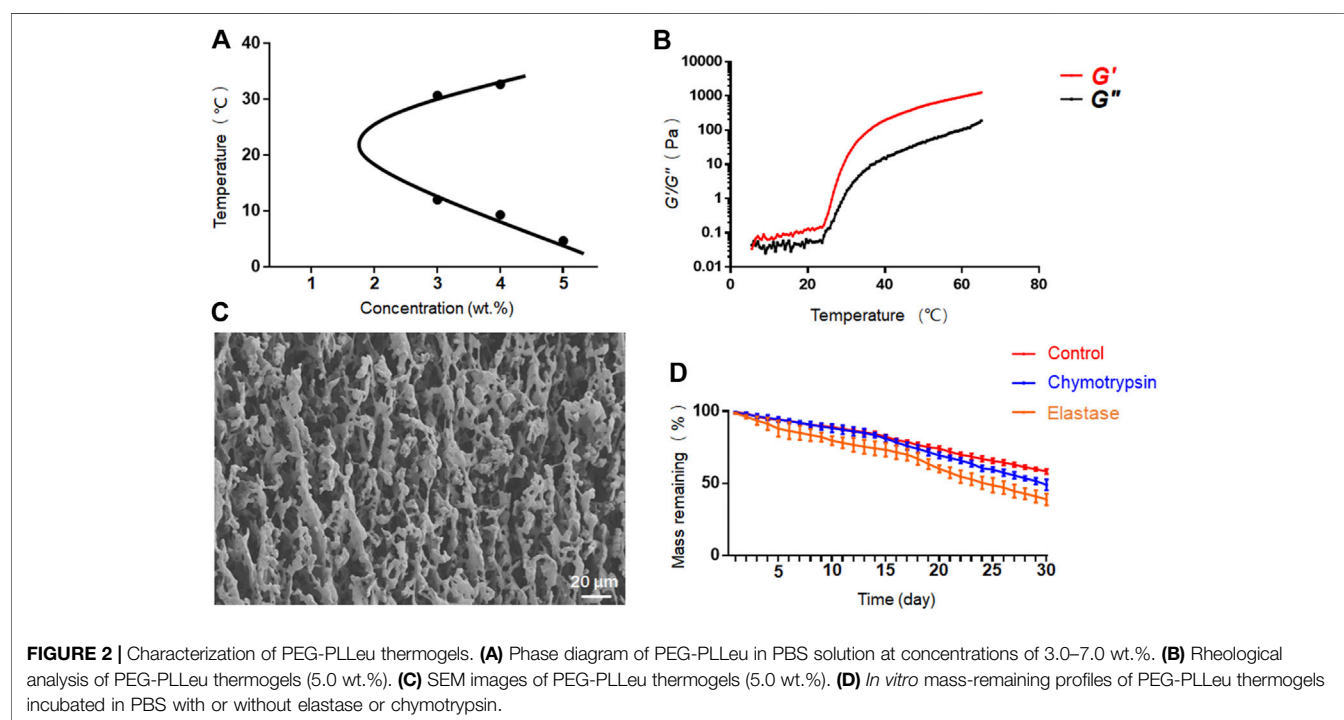 A
40
30
20
10
0
Temperature ( °C )
1 2 3 4 5
Concentration (wt.%)
B
10000
1000
100
10
1
0.1
0.01
G'/G" ( Pa )
0 20 40 60 80
Temperature (°C)
G'
G"
C
20 μm
D
Control
Chymotrypsin
Elastase
100
50
0
Mass remaining ( % )
5 10 15 20 25 30
Time (day)
FIGURE 2 | Characterization of PEG-PLLeu thermogels. (A) Phase diagram of PEG-PLLeu in PBS solution at concentrations of 3.0–7.0 wt.%. (B) Rheological
analysis of PEG-PLLeu thermogels (5.0 wt.%). (C) SEM images of PEG-PLLeu thermogels (5.0 wt.%). (D) In vitro mass-remaining profiles of PEG-PLLeu thermogels
incubated in PBS with or without elastase or chymotrypsin.